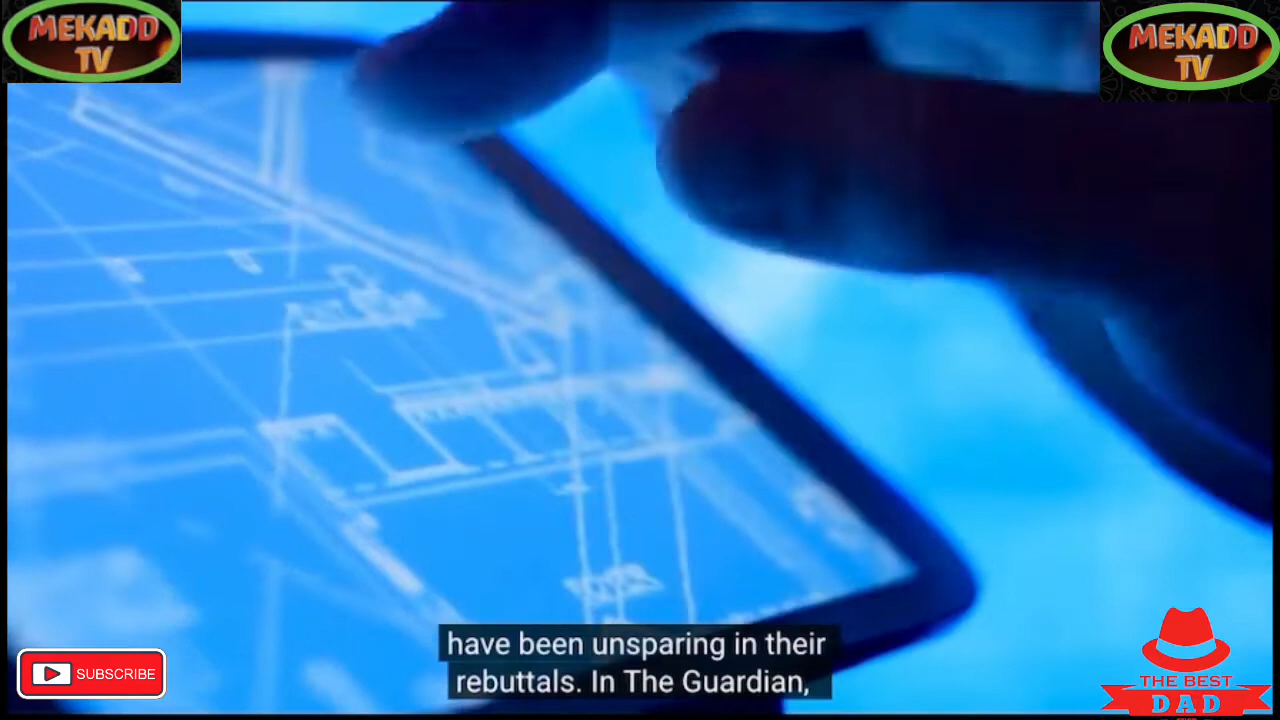 MEKADD
TV
MEKADD
TV
have been unsparing in their
rebuttals. In The Guardian,
SUBSCRIBE
THE BEST
DAD